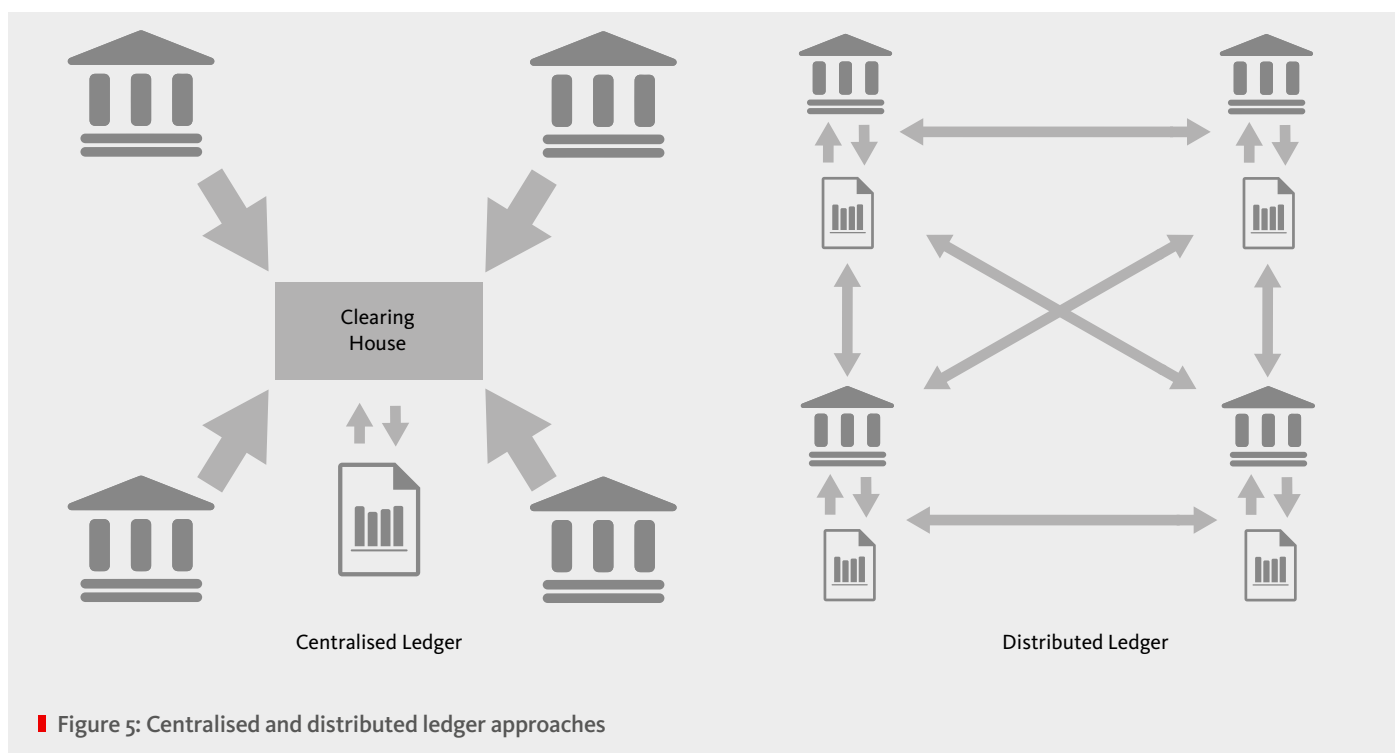 Clearing
House
Centralised Ledger
Distributed Ledger
Figure 5: Centralised and distributed ledger approaches